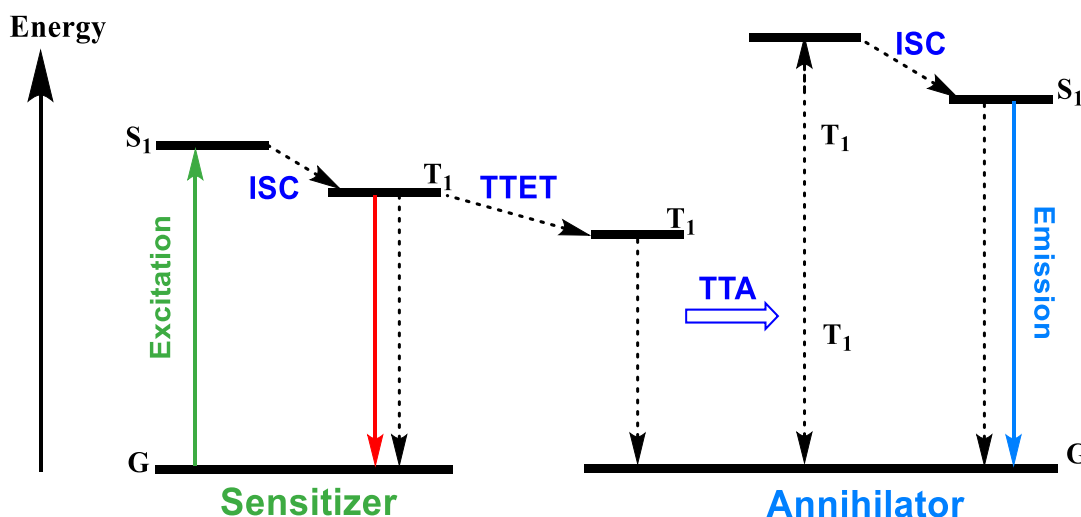 Energy
ISC
S1
S1
T1
ISC
T1
TTET
T1
Excitation
Emission
TTA
T1
G
G
Sensitizer
Annihilator